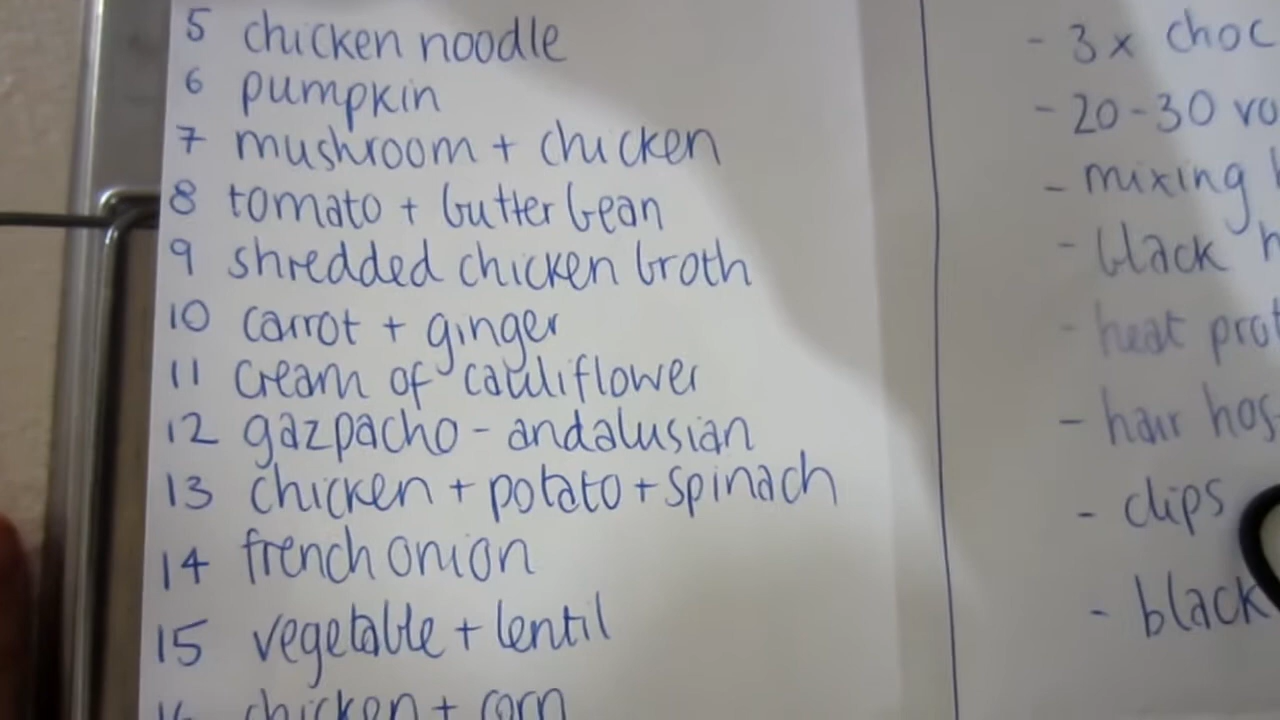 5 chicken noodle
6 pumpkin
7 mushroom + chicken
8 tomato + butter bean
9 shredded chicken broth
10 carrot + ginger
11 cream of cauliflower
12 gazpacho - andalusian
13 chicken + potato + spinach
14 french onion
15 vegetable + lentil
16 chicken + corn
- 3x choc
- 20-30
- mixing
- black
- heat
- hair
- clips
- black